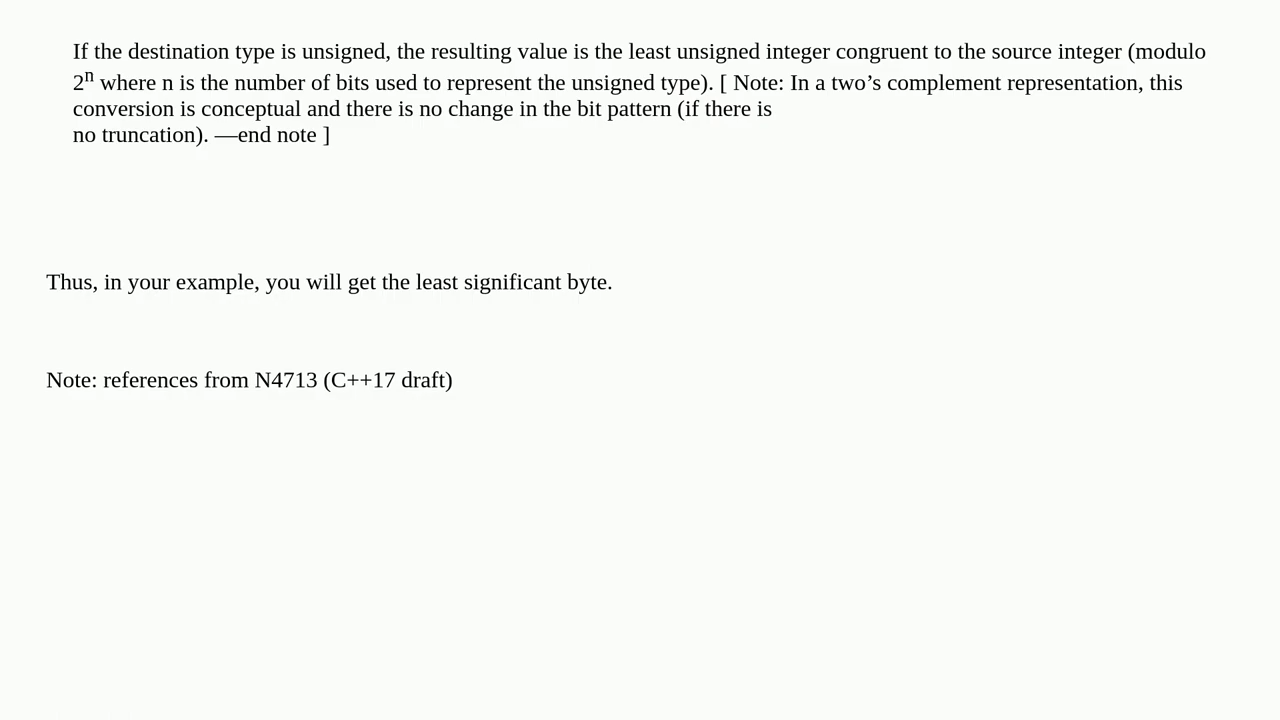 If the destination type is unsigned, the resulting value is the least unsigned integer congruent to the source integer (modulo
2^n where n is the number of bits used to represent the unsigned type). [ Note: In a two’s complement representation, this
conversion is conceptual and there is no change in the bit pattern (if there is
no truncation). —end note ]
Thus, in your example, you will get the least significant byte.
Note: references from N4713 (C++17 draft)